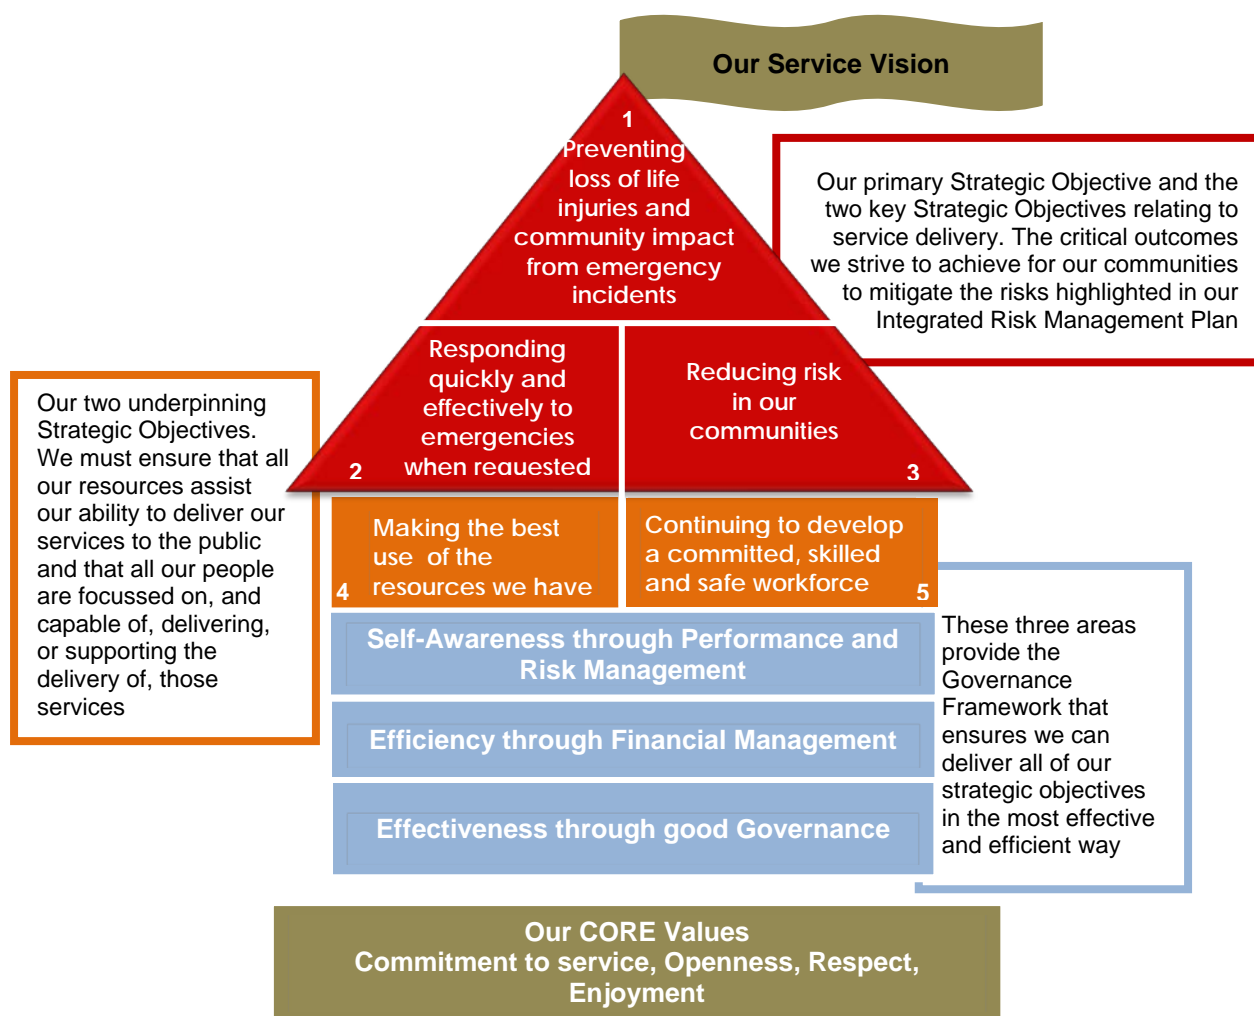 Our Service Vision
1
Preventing
loss of life
injuries and
community impact
from emergency
incidents
Our primary Strategic Objective and the
two key Strategic Objectives relating to
service delivery. The critical outcomes
we strive to achieve for our communities
to mitigate the risks highlighted in our
Integrated Risk Management Plan
Responding
quickly and
effectively to
emergencies
when requested
2
Reducing risk
in our
communities
3
Our two underpinning
Strategic Objectives.
We must ensure that all
our resources assist
our ability to deliver our
services to the public
and that all our people
are focussed on, and
capable of, delivering,
or supporting the
delivery of, those
services
Making the best
use of the
resources we have
4
Continuing to develop
a committed, skilled
and safe workforce
5
Self-Awareness through Performance and
Risk Management
Efficiency through Financial Management
Effectiveness through good Governance
These three areas
provide the
Governance
Framework that
ensures we can
deliver all of our
strategic objectives
in the most effective
and efficient way
Our CORE Values
Commitment to service, Openness, Respect,
Enjoyment